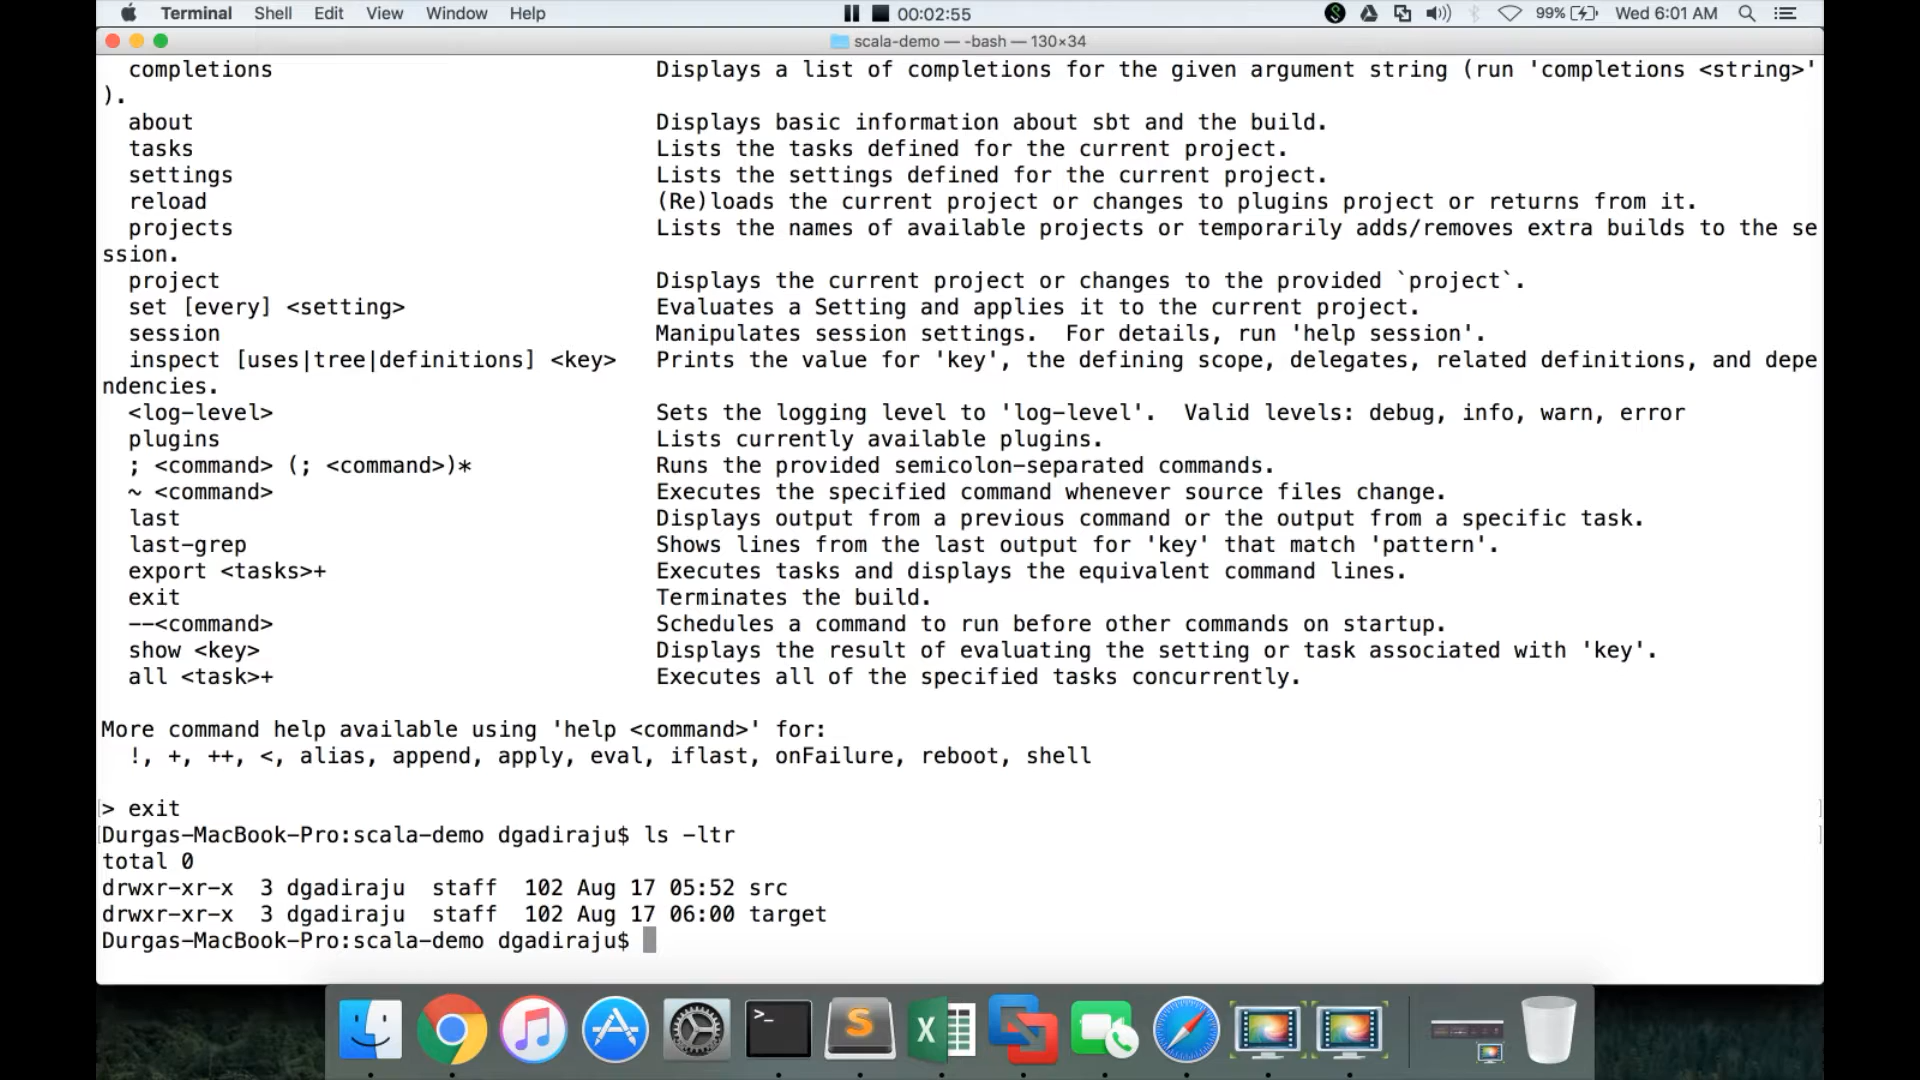 Terminal Shell Edit View Window Help 00:02:55 99% Wed 6:01 AM
scala-demo — -bash — 130×34
completions Displays a list of completions for the given argument string (run 'completions <string>'
).
about Displays basic information about sbt and the build.
tasks Lists the tasks defined for the current project.
settings Lists the settings defined for the current project.
reload (Re)loads the current project or changes to plugins project or returns from it.
projects Lists the names of available projects or temporarily adds/removes extra builds to the se
ssion.
project Displays the current project or changes to the provided `project`.
set [every] <setting> Evaluates a Setting and applies it to the current project.
session Manipulates session settings.  For details, run 'help session'.
inspect [uses|tree|definitions] <key> Prints the value for 'key', the defining scope, delegates, related definitions, and depe
ndencies.
<log-level> Sets the logging level to 'log-level'.  Valid levels: debug, info, warn, error
plugins Lists currently available plugins.
; <command> (; <command>)* Runs the provided semicolon-separated commands.
~ <command> Executes the specified command whenever source files change.
last Displays output from a previous command or the output from a specific task.
last-grep Shows lines from the last output for 'key' that match 'pattern'.
export <tasks>+ Executes tasks and displays the equivalent command lines.
exit Terminates the build.
--<command> Schedules a command to run before other commands on startup.
show <key> Displays the result of evaluating the setting or task associated with 'key'.
all <task>+ Executes all of the specified tasks concurrently.
More command help available using 'help <command>' for:
!, +, ++, <, alias, append, apply, eval, iflast, onFailure, reboot, shell
> exit
Durgas-MacBook-Pro:scala-demo dgadiraju$ ls -ltr
total 0
drwxr-xr-x  3 dgadiraju  staff  102 Aug 17 05:52 src
drwxr-xr-x  3 dgadiraju  staff  102 Aug 17 06:00 target
Durgas-MacBook-Pro:scala-demo dgadiraju$